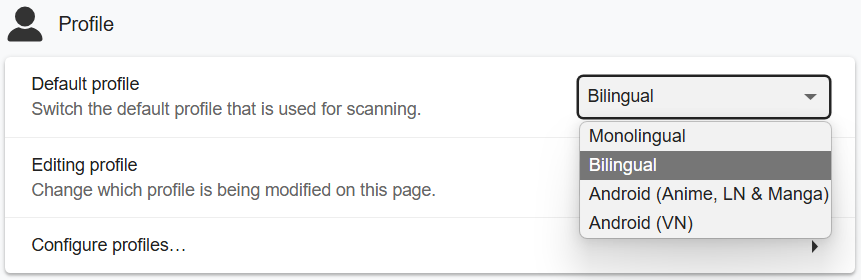 Profile
Default profile
Switch the default profile that is used for scanning.
Bilingual
Monolingual
Bilingual
Android (Anime, LN & Manga)
Android (VN)
Editing profile
Change which profile is being modified on this page.
Configure profiles…